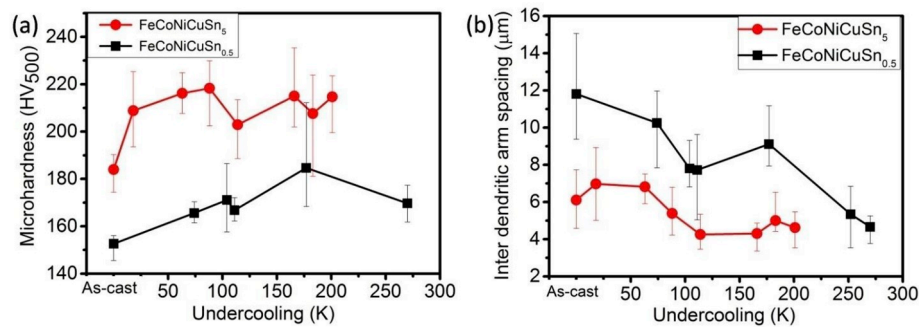 (a)
FeCoNiCuSn5
FeCoNiCuSn0.5
Microhardness (HV500)
260
240
220
200
180
160
140
As-cast
50
100
150
200
250
300
Undercooling (K)
(b)
FeCoNiCuSn5
FeCoNiCuSn0.5
Inter dendritic arm spacing (μm)
16
14
12
10
8
6
4
2
As-cast
50
100
150
200
250
300
Undercooling (K)